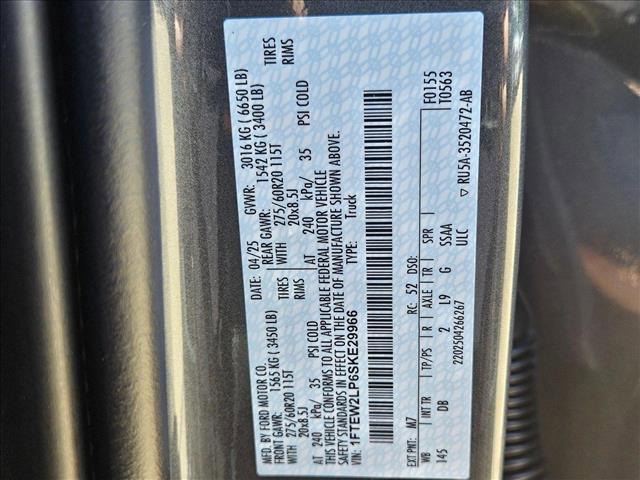 MFD. BY FORD MOTOR CO.
DATE: 04/25 GVWR: 3016 KG ( 6650 LB)
FRONT GAWR: 1565 KG ( 3450 LB) REAR GAWR: 1542 KG ( 3400 LB)
WITH 275/60R20 115T TIRES WITH 275/60R20 115T TIRES
20x8.5J RIMS 20x8.5J RIMS
AT 240 kPa/ 35 PSI COLD AT 240 kPa/ 35 PSI COLD
THIS VEHICLE CONFORMS TO ALL APPLICABLE FEDERAL MOTOR VEHICLE
SAFETY STANDARDS IN EFFECT ON THE DATE OF MANUFACTURE SHOWN ABOVE.
VIN: 1FTEW2LP6SKE29966
TYPE: Truck
F0155
T0563
EXT PNT: M7 RC: 52 DSO:
WB INT TR TP/PS R AXLE TR SPR
145 DB 2 L9 G SSAA
ULC
2202504266267 ▽ RU5A-3520472-AB